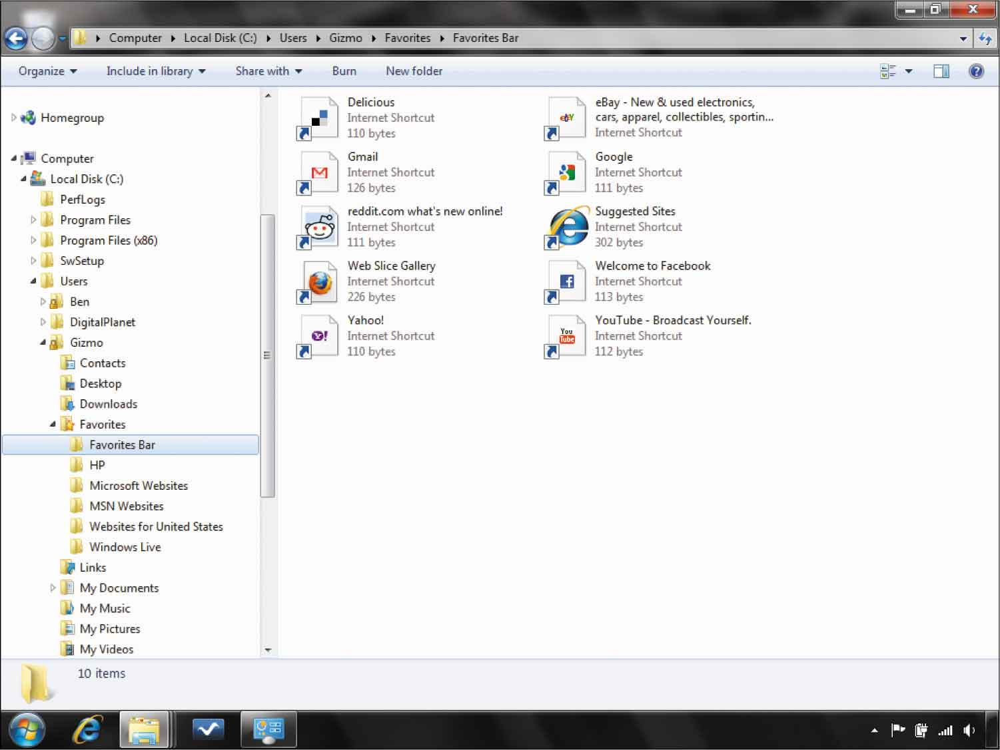 Computer Local Disk (C:) Users Gizmo Favorites Favorites Bar
Organize Include in library Share with Burn New folder
Homegroup
Computer
Local Disk (C:)
PerfLogs
Program Files
Program Files (x86)
SwSetup
Users
Ben
DigitalPlanet
Gizmo
Contacts
Desktop
Downloads
Favorites
Favorites Bar
HP
Microsoft Websites
MSN Websites
Websites for United States
Windows Live
Links
My Documents
My Music
My Pictures
My Videos
Delicious
Internet Shortcut
110 bytes
ebY
eBay - New & used electronics,
cars, apparel, collectibles, sportin...
Internet Shortcut
Gmail
Internet Shortcut
126 bytes
Google
Internet Shortcut
111 bytes
reddit.com what's new online!
Internet Shortcut
111 bytes
Suggested Sites
Internet Shortcut
302 bytes
Web Slice Gallery
Internet Shortcut
226 bytes
f
Welcome to Facebook
Internet Shortcut
113 bytes
Y!
Yahoo!
Internet Shortcut
110 bytes
You
Tube
YouTube - Broadcast Yourself.
Internet Shortcut
112 bytes
10 items